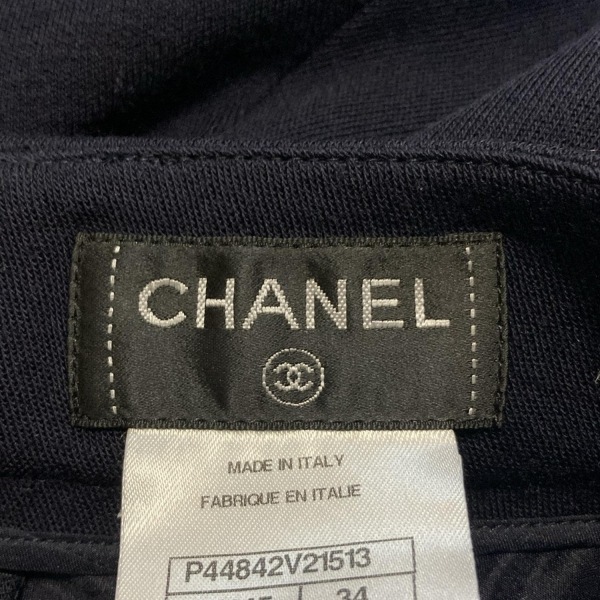 CHANEL
MADE IN ITALY
FABRIQUE EN ITALIE
P44842V21513
34